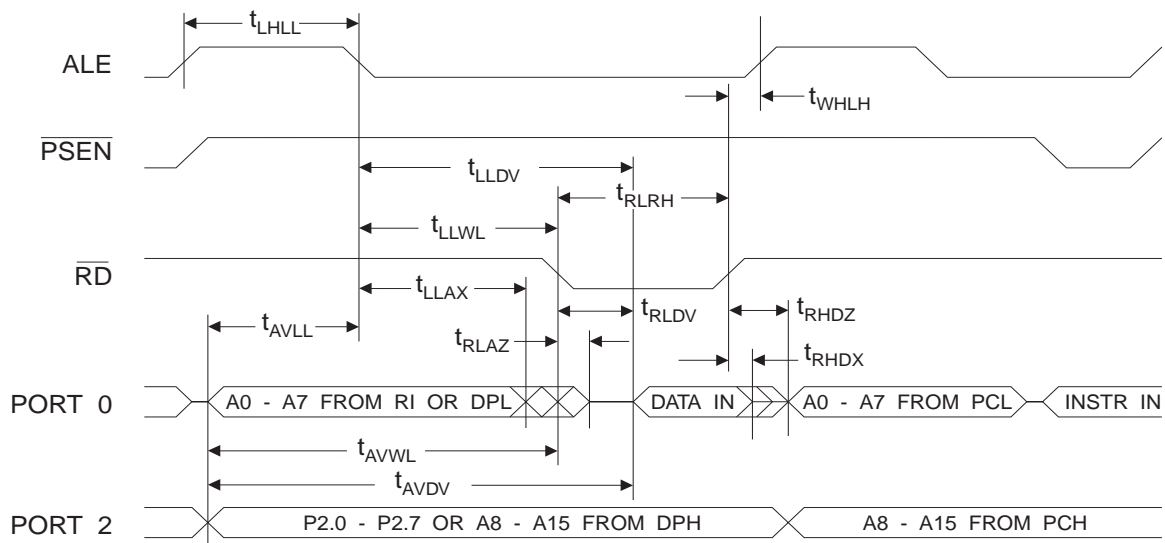 tLHLL
ALE
tWHLH
PSEN
tLLDV
tRLRH
tLLWL
RD
tLLAX
tRLDV
tRHDZ
tAVLL
tRLAZ
tRHDX
PORT 0
A0 - A7 FROM RI OR DPL
DATA IN
A0 - A7 FROM PCL
INSTR IN
tAVWL
tAVDV
PORT 2
P2.0 - P2.7 OR A8 - A15 FROM DPH
A8 - A15 FROM PCH